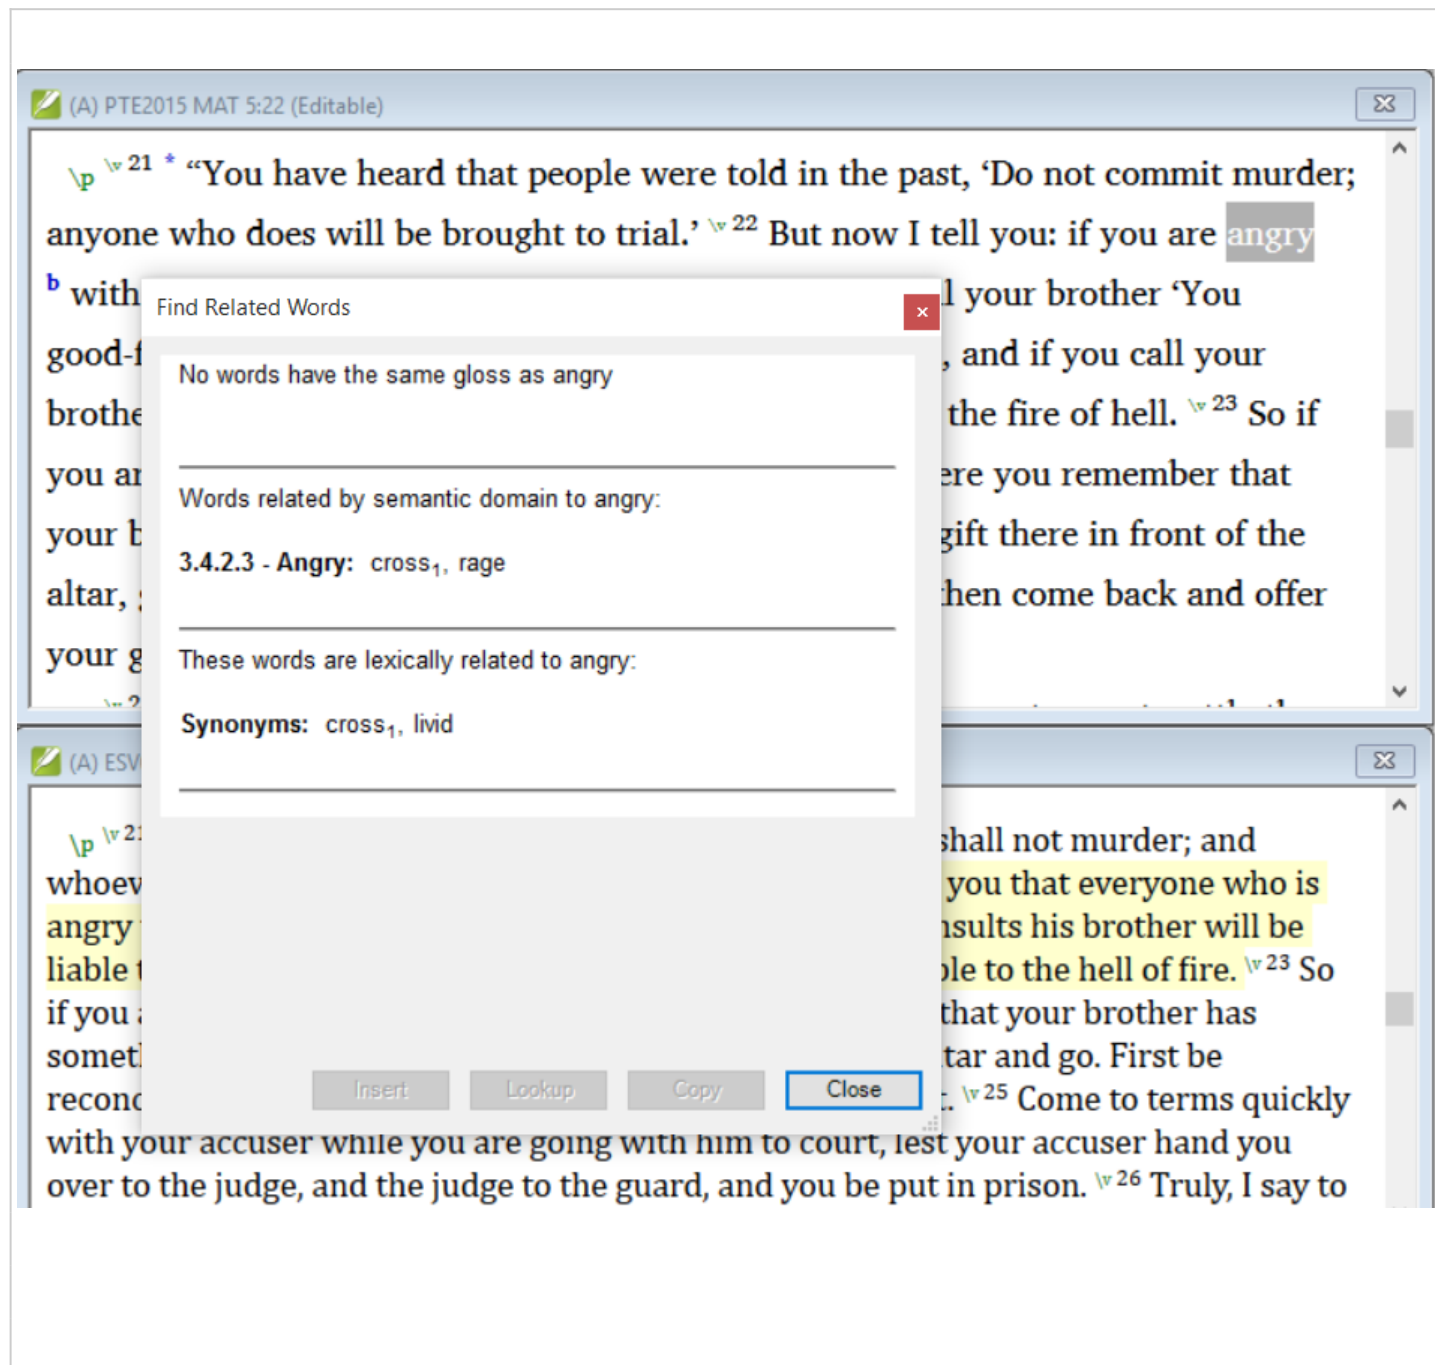 (A) PTE2015 MAT 5:22 (Editable)
\p \v 21 * “You have heard that people were told in the past, ‘Do not commit murder;
anyone who does will be brought to trial.’ \v 22 But now I tell you: if you are angry
b with l your brother ‘You
good-f , and if you call your
brothe the fire of hell. \v 23 So if
you ar ere you remember that
your b gift there in front of the
altar, then come back and offer
your g
Find Related Words
No words have the same gloss as angry
Words related by semantic domain to angry:
3.4.2.3 - Angry: cross₁, rage
These words are lexically related to angry:
Synonyms: cross₁, livid
Insert Lookup Copy Close
(A) ESV
\p \v 21 shall not murder; and
whoev you that everyone who is
angry nsults his brother will be
liable t ble to the hell of fire. \v 23 So
if you that your brother has
somet tar and go. First be
reconc . \v 25 Come to terms quickly
with your accuser while you are going with him to court, lest your accuser hand you
over to the judge, and the judge to the guard, and you be put in prison. \v 26 Truly, I say to